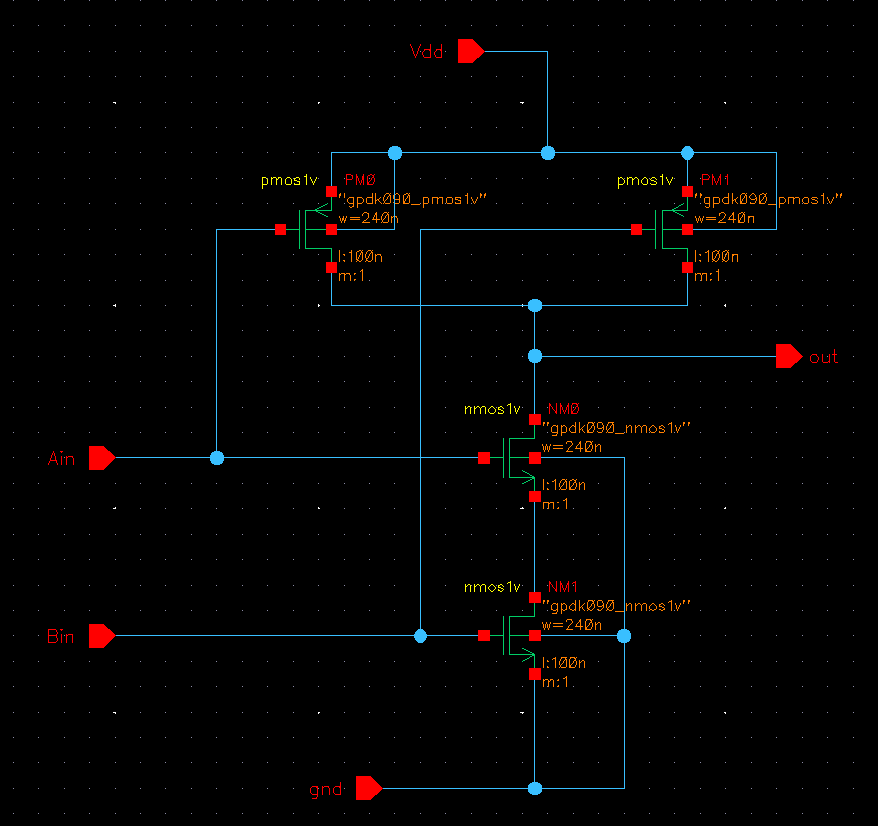 Vdd
pmos1v PM0
"gpdk090_pmos1v"
w=240n
l:100n
m:1
pmos1v PM1
"gpdk090_pmos1v"
w=240n
l:100n
m:1
out
nmos1v NM0
"gpdk090_nmos1v"
w=240n
Ain
l:100n
m:1
nmos1v NM1
"gpdk090_nmos1v"
w=240n
Bin
l:100n
m:1
gnd